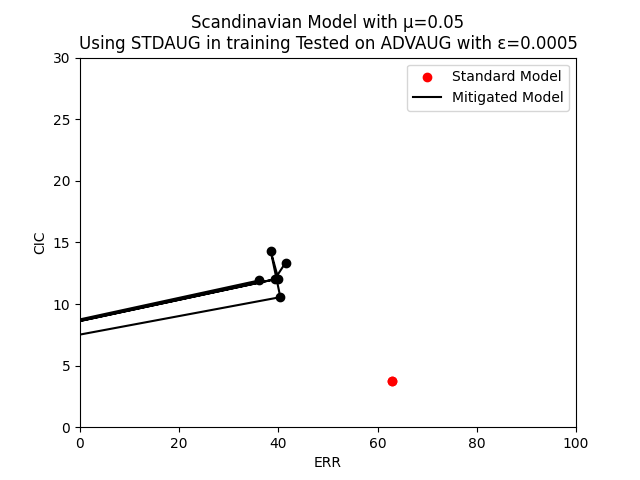 Scandinavian Model with μ=0.05
Using STDAUG in training Tested on ADVAUG with ε=0.0005
30
25
20
15
10
5
0
CIC
Standard Model
Mitigated Model
0 20 40 60 80 100
ERR